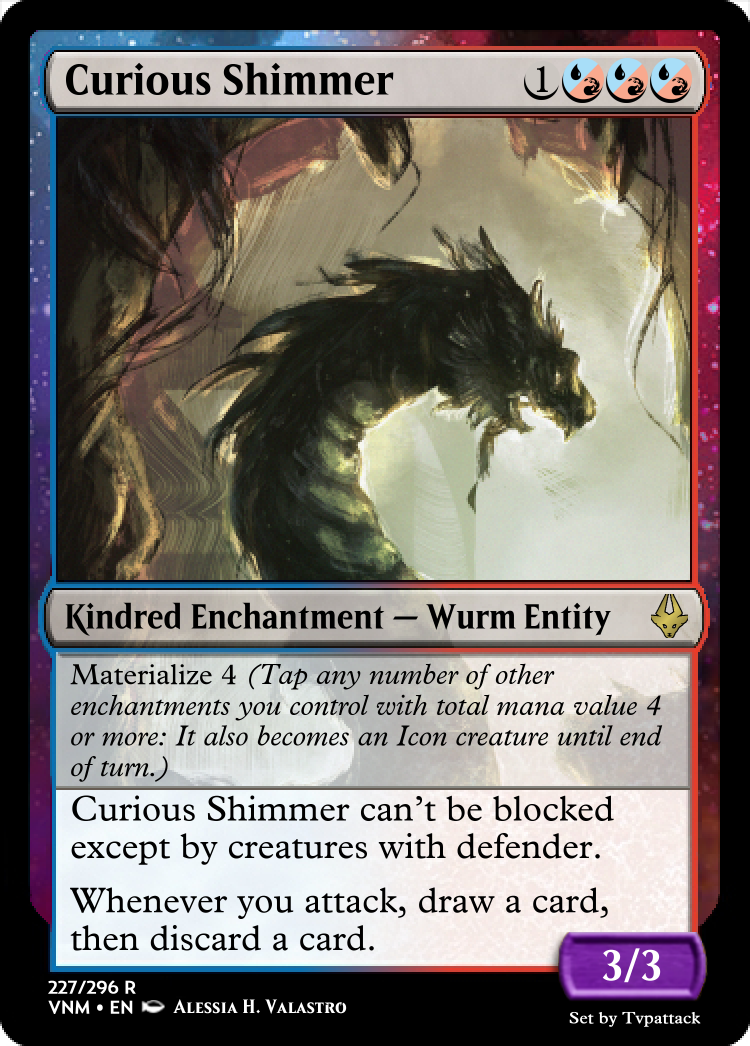 Curious Shimmer 1
Kindred Enchantment — Wurm Entity
Materialize 4 (Tap any number of other
enchantments you control with total mana value 4
or more: It also becomes an Icon creature until end
of turn.)
Curious Shimmer can't be blocked
except by creatures with defender.
Whenever you attack, draw a card,
then discard a card.
3/3
227/296 R
VNM • EN Alessia H. Valastro
Set by Tvpattack